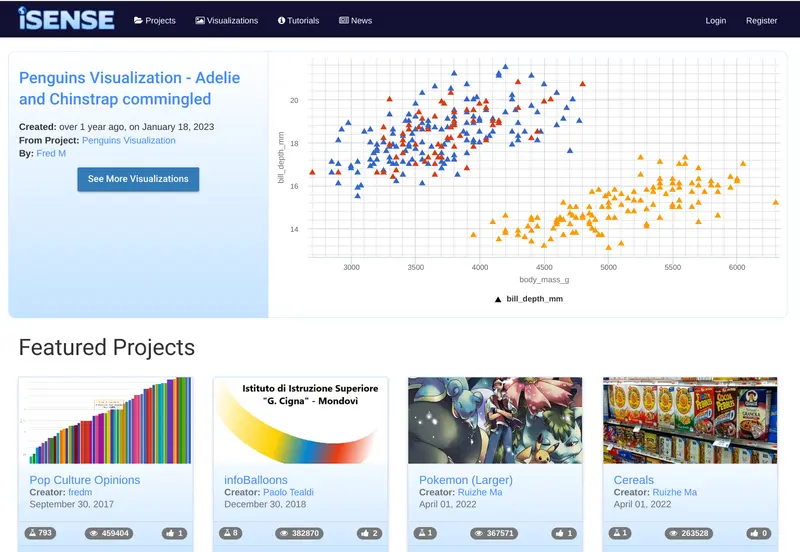 iSENSE
Projects
Visualizations
Tutorials
News
Login
Register
Penguins Visualization - Adelie
and Chinstrap commingled
Created: over 1 year ago, on January 18, 2023
From Project: Penguins Visualization
By: Fred M
See More Visualizations
bill_depth_mm
20
18
16
14
3000
3500
4000
4500
5000
5500
6000
body_mass_g
bill_depth_mm
Featured Projects
Pop Culture Opinions
Creator: fredm
September 30, 2017
793
459404
1
Istituto di Istruzione Superiore
"G. Cigna" - Mondovi
infoBalloons
Creator: Paolo Tealdi
December 30, 2018
8
382870
2
Pokemon (Larger)
Creator: Ruizhe Ma
April 01, 2022
1
367571
1
Cereals
Creator: Ruizhe Ma
April 01, 2022
1
263528
0